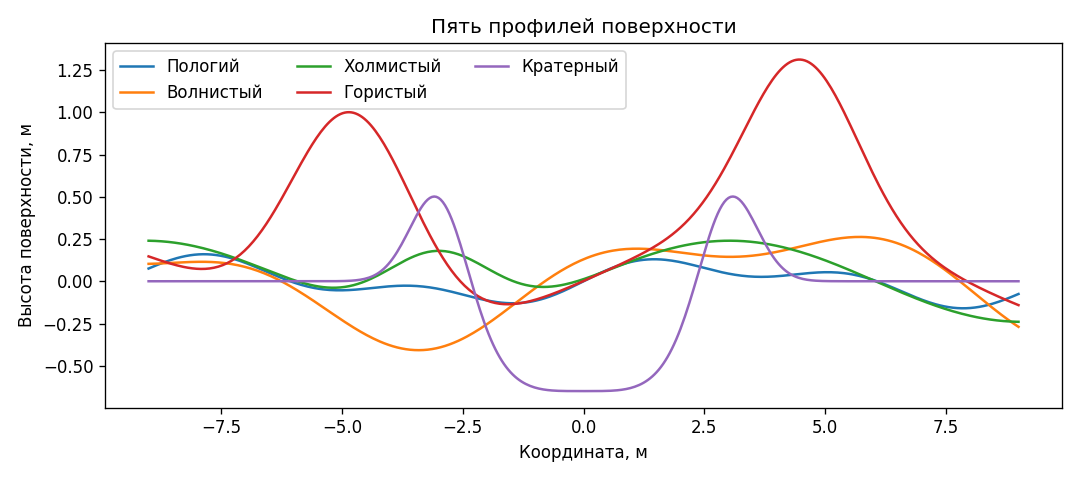 Пять профилей поверхности
Пологий
Волнистый
Холмистый
Гористый
Кратерный
Высота поверхности, м
1.25
1.00
0.75
0.50
0.25
0.00
−0.25
−0.50
−7.5 −5.0 −2.5 0.0 2.5 5.0 7.5
Координата, м